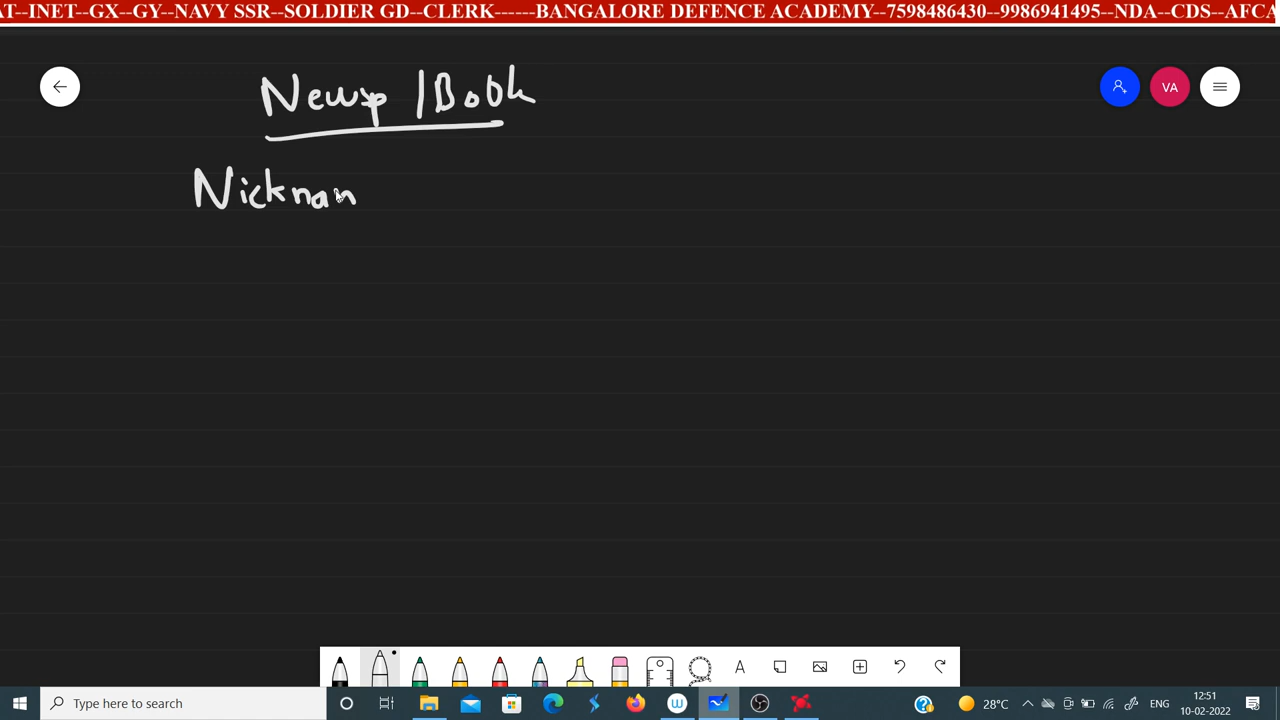 AT--INET--GX--GY--NAVY SSR--SOLDIER GD--CLERK------BANGALORE DEFENCE ACADEMY--7598486430--9986941495--NDA--CDS--AFCA
Newsp / Book
VA
Nicknam
A
Type here to search
W
28°C
ENG
12:51
10-02-2022